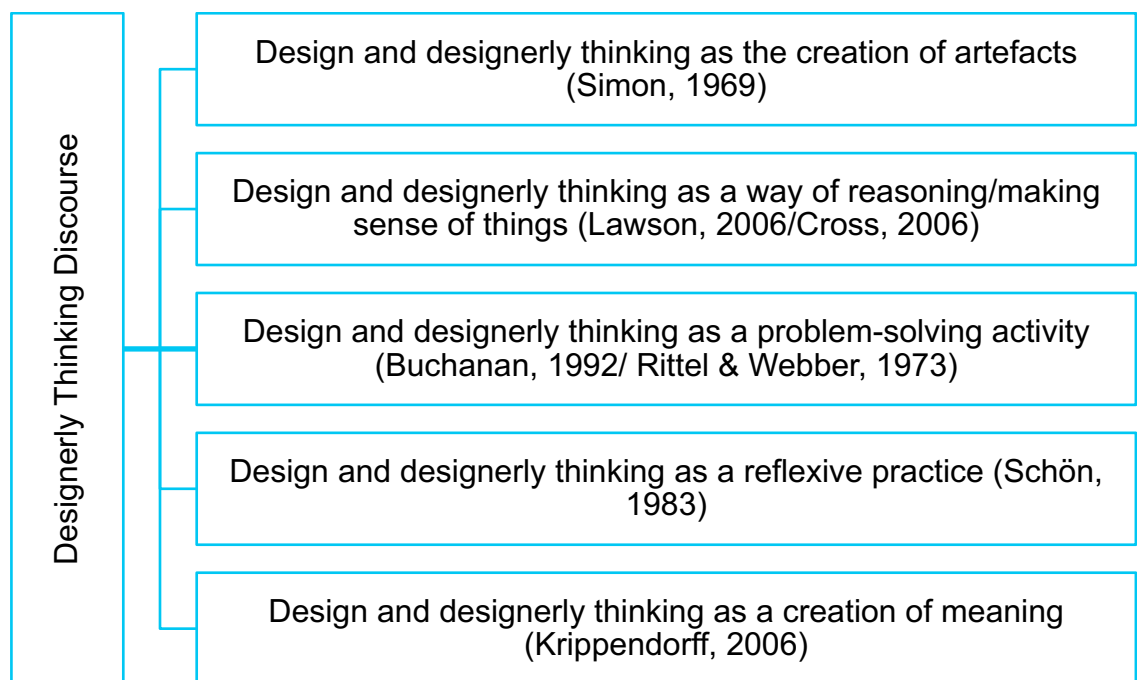 Designerly Thinking Discourse
Design and designerly thinking as the creation of artefacts
(Simon, 1969)
Design and designerly thinking as a way of reasoning/making
sense of things (Lawson, 2006/Cross, 2006)
Design and designerly thinking as a problem-solving activity
(Buchanan, 1992/ Rittel & Webber, 1973)
Design and designerly thinking as a reflexive practice (Schön,
1983)
Design and designerly thinking as a creation of meaning
(Krippendorff, 2006)